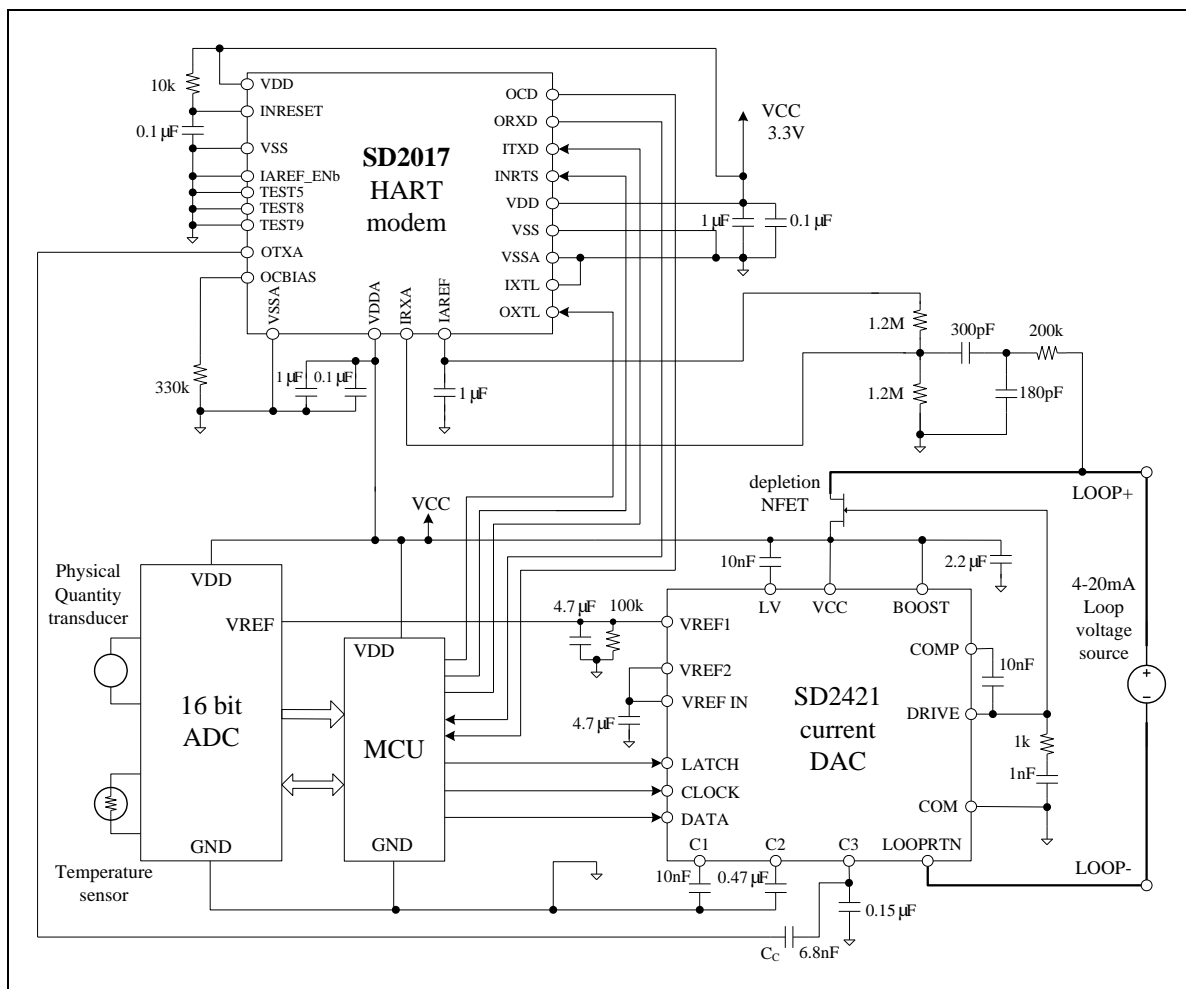 10k
0.1 µF
VDD
INRESET
VSS
IAREF_ENb
TEST5
TEST8
TEST9
OTXA
OCBIAS
SD2017
HART
modem
OCD
ORXD
ITXD
INRTS
VDD
VSS
VSSA
IXTL
OXTL
VSSA
VDDA
IRXA
IAREF
VCC
3.3V
1 µF
0.1 µF
330k
1 µF
0.1 µF
1 µF
1.2M
1.2M
300pF
200k
180pF
depletion
NFET
LOOP+
VCC
10nF
2.2 µF
Physical
Quantity
transducer
VDD
VREF
16 bit
ADC
GND
Temperature
sensor
VDD
MCU
GND
4.7 µF
100k
4.7 µF
LV
VCC
BOOST
VREF1
VREF2
VREF IN
LATCH
CLOCK
DATA
SD2421
current
DAC
COMP
DRIVE
COM
C1
C2
C3
LOOPRTN
10nF
1k
1nF
4-20mA
Loop
voltage
source
+
−
LOOP-
10nF
0.47 µF
0.15 µF
CC
6.8nF